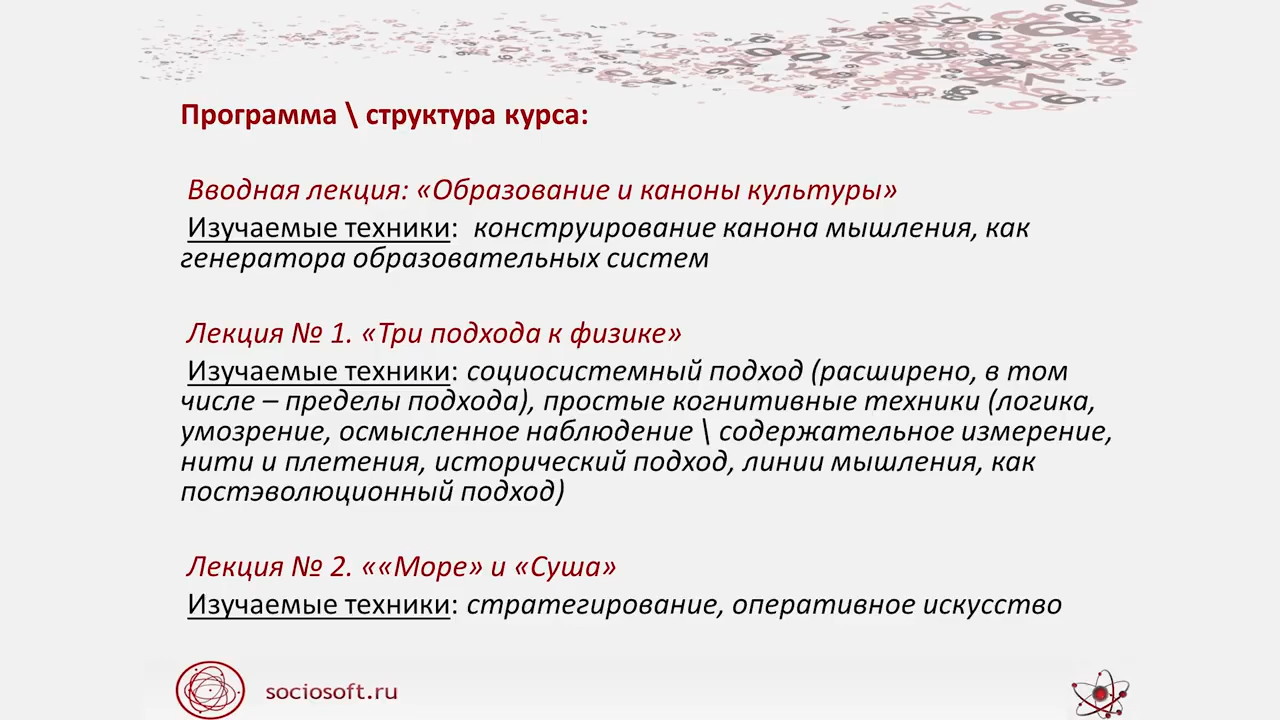 Программа \ структура курса:
Вводная лекция: «Образование и каноны культуры»
Изучаемые техники: конструирование канона мышления, как
генератора образовательных систем
Лекция № 1. «Три подхода к физике»
Изучаемые техники: социосистемный подход (расширено, в том
числе – пределы подхода), простые когнитивные техники (логика,
умозрение, осмысленное наблюдение \ содержательное измерение,
нити и плетения, исторический подход, линии мышления, как
постэволюционный подход)
Лекция № 2. ««Море» и «Суша»
Изучаемые техники: стратегирование, оперативное искусство
sociosoft.ru